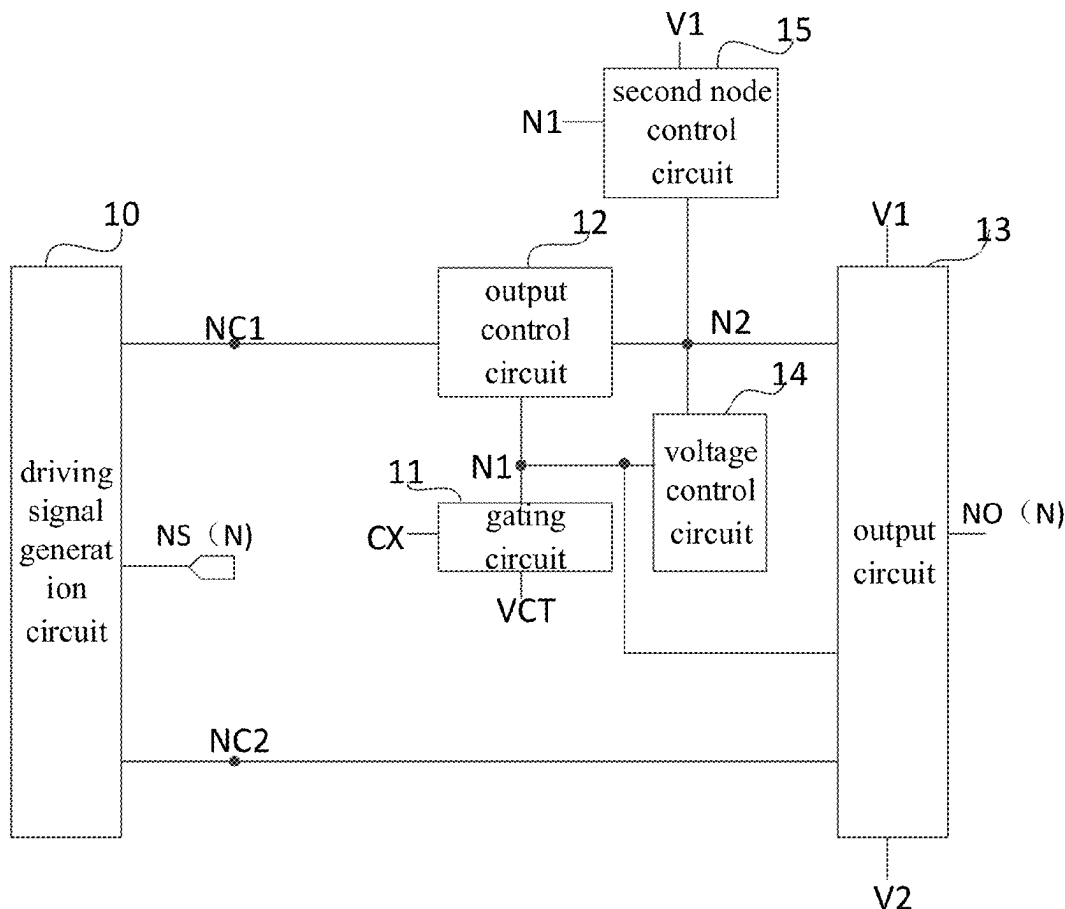 V1
15
second node
control
circuit
N1
10
12
V1
13
output
control
circuit
NC1
N2
14
driving
signal
generat
ion
circuit
NS（N）
N1
11
gating
circuit
CX
VCT
voltage
control
circuit
output
circuit
NO（N）
NC2
V2